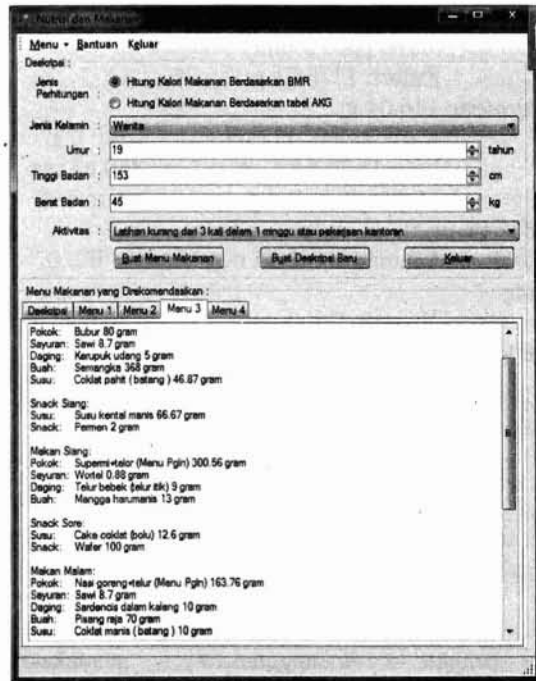 Nutrisi dan Makanan
Menu Bantuan Keluar
Deskripsi :
Jenis Perhitungan : Hitung Kalori Makanan Berdasarkan BMR
Hitung Kalori Makanan Berdasarkan tabel AKG
Jenis Kelamin : Wanita
Umur : 19 tahun
Tinggi Badan : 153 cm
Berat Badan : 45 kg
Aktivitas : Latihan kurang dari 3 kali dalam 1 minggu atau pekerjaan kantoran
Buat Menu Makanan Buat Deskripsi Baru Keluar
Menu Makanan yang Direkomendasikan :
Deskripsi Menu 1 Menu 2 Menu 3 Menu 4
Pokok: Bubur 80 gram
Sayuran: Sawi 8.7 gram
Daging: Kerupuk udang 5 gram
Buah: Semangka 368 gram
Susu: Coklat pahit ( batang ) 46.87 gram
Snack Siang:
Susu: Susu kental manis 66.67 gram
Snack: Permen 2 gram
Makan Siang:
Pokok: Supermi+telor (Menu Pgln) 300.56 gram
Sayuran: Wortel 0.88 gram
Daging: Telur bebek (telur itik) 9 gram
Buah: Mangga harumanis 13 gram
Snack Sore:
Susu: Cake coklat (bolu) 12.6 gram
Snack: Wafer 100 gram
Makan Malam:
Pokok: Nasi goreng+telur (Menu Pgln) 163.76 gram
Sayuran: Sawi 8.7 gram
Daging: Sardencis dalam kaleng 10 gram
Buah: Pisang raja 70 gram
Susu: Coklat manis ( batang ) 10 gram